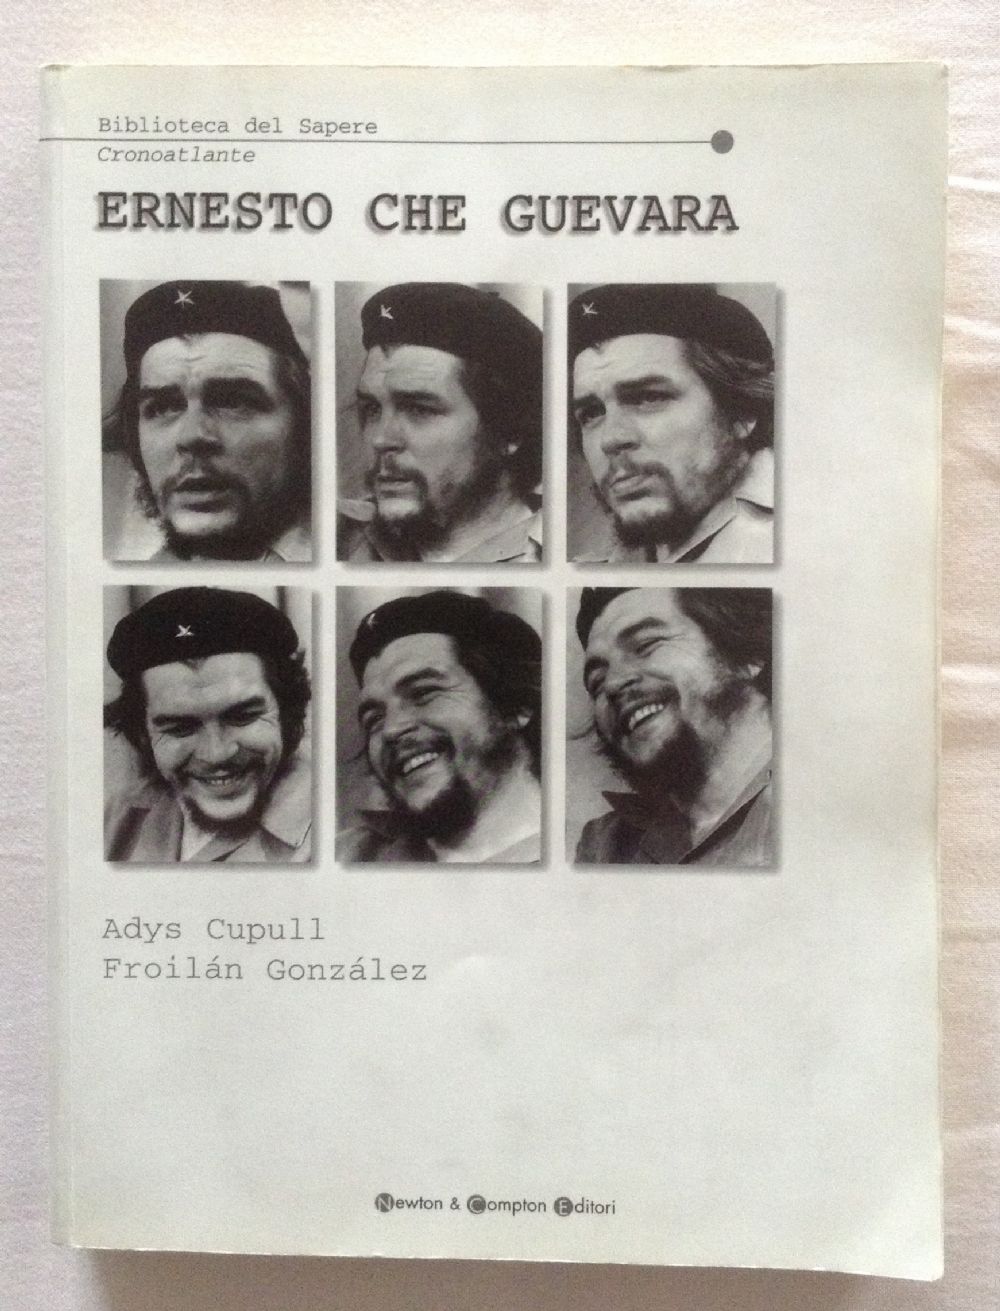 Biblioteca del Sapere
Cronoatlante
ERNESTO CHE GUEVARA
Adys Cupull
Froilán González
Newton & Compton Editori